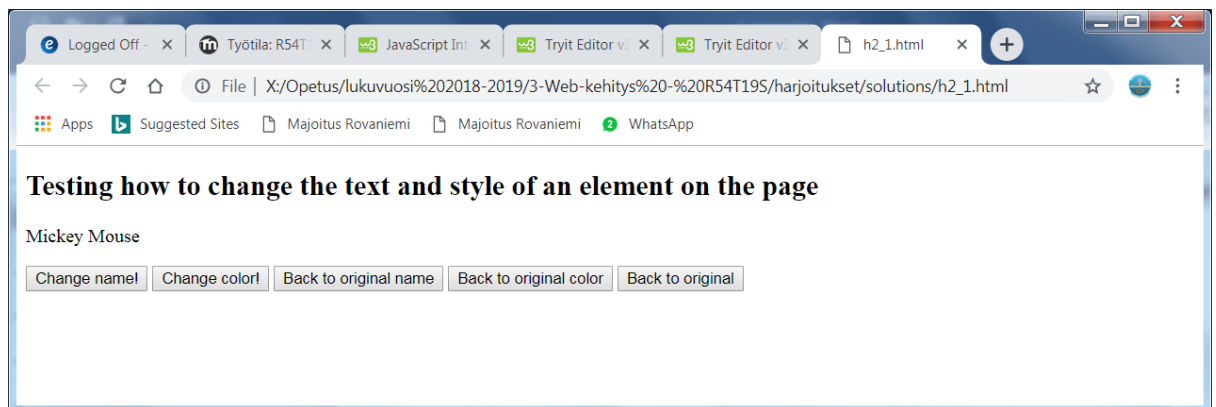 Logged Off -
Työtila: R54T1
JavaScript Int
Tryit Editor v3
Tryit Editor v3
h2_1.html
File | X:/Opetus/lukuvuosi%202018-2019/3-Web-kehitys%20-%20R54T19S/harjoitukset/solutions/h2_1.html
Apps Suggested Sites Majoitus Rovaniemi Majoitus Rovaniemi 2 WhatsApp
Testing how to change the text and style of an element on the page
Mickey Mouse
Change name! Change color! Back to original name Back to original color Back to original